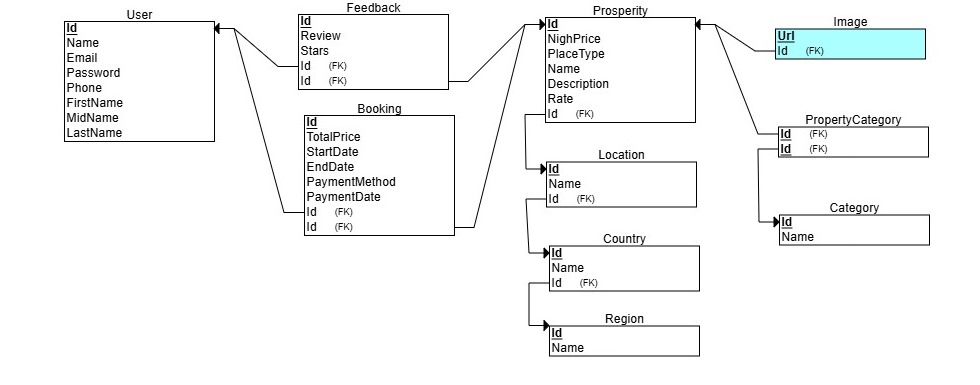 User
Id
Name
Email
Password
Phone
FirstName
MidName
LastName
Feedback
Id
Review
Stars
Id (FK)
Id (FK)
Booking
Id
TotalPrice
StartDate
EndDate
PaymentMethod
PaymentDate
Id (FK)
Id (FK)
Prosperity
Id
NighPrice
PlaceType
Name
Description
Rate
Id (FK)
Location
Id
Name
Id (FK)
Country
Id
Name
Id (FK)
Region
Id
Name
Image
Url
Id (FK)
PropertyCategory
Id (FK)
Id (FK)
Category
Id
Name